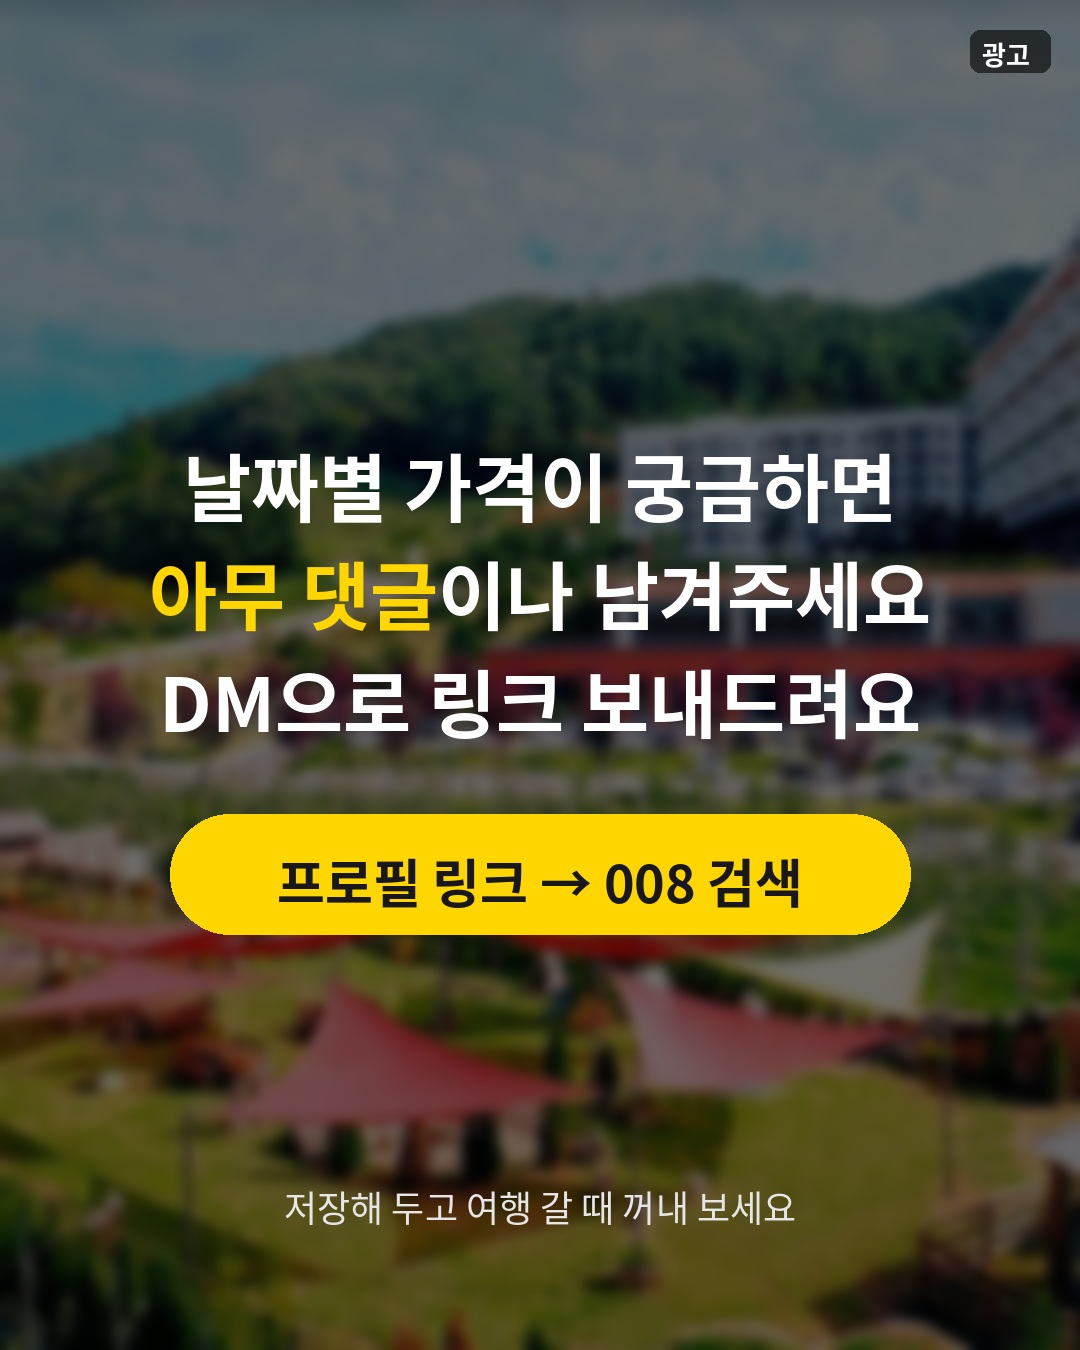 광고
날짜별 가격이 궁금하면
아무 댓글이나 남겨주세요
DM으로 링크 보내드려요
프로필 링크 → 008 검색
저장해 두고 여행 갈 때 꺼내 보세요